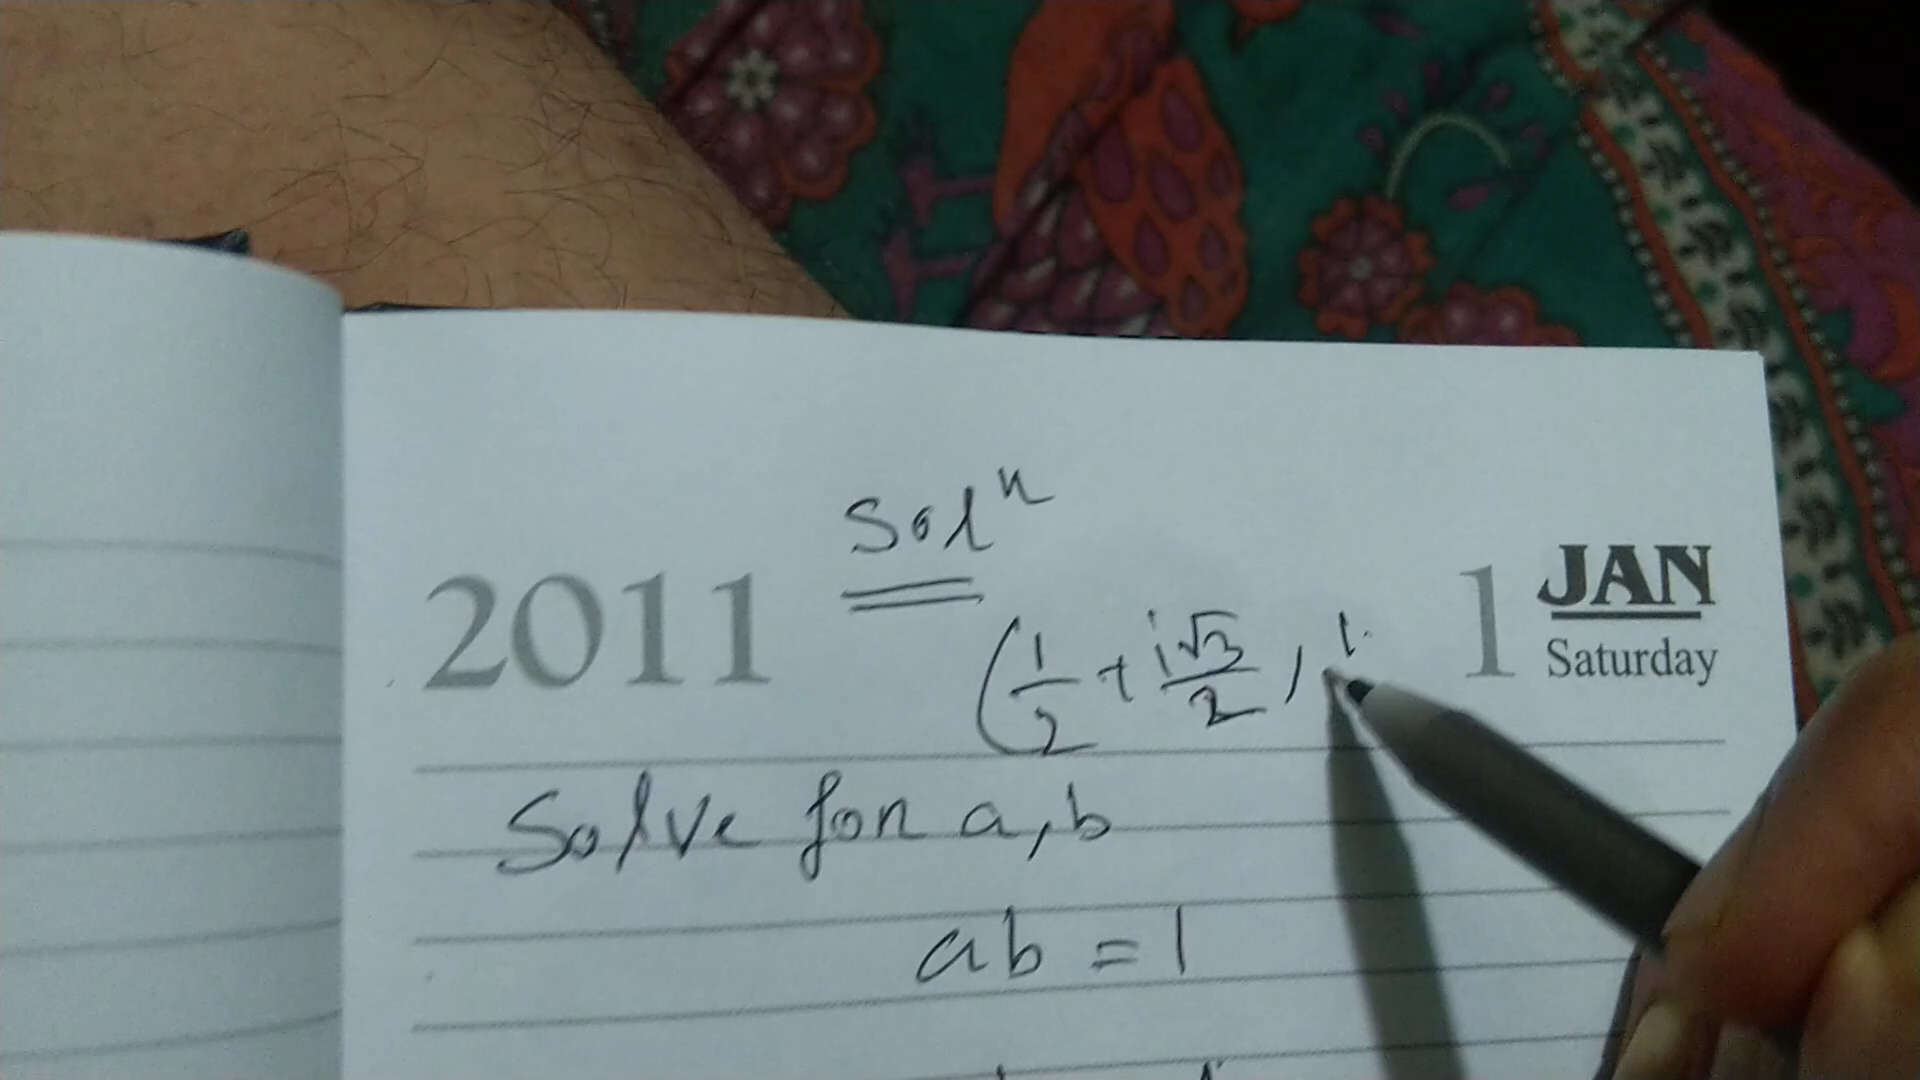 Solⁿ
2011
1 JAN
Saturday
(1/2 + i√3/2, 1
Solve for a, b
ab = 1